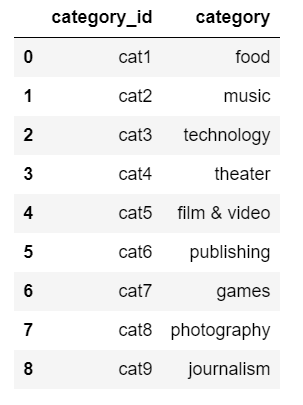 category_id category
0 cat1 food
1 cat2 music
2 cat3 technology
3 cat4 theater
4 cat5 film & video
5 cat6 publishing
6 cat7 games
7 cat8 photography
8 cat9 journalism